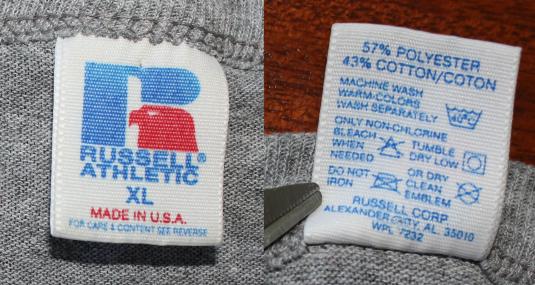 RUSSELL®
ATHLETIC
XL
MADE IN U.S.A.
FOR CARE & CONTENT SEE REVERSE
57% POLYESTER
43% COTTON/COTON
MACHINE WASH
WARM-COLORS
WASH SEPARATELY
40°C
ONLY NON-CHLORINE
BLEACH TUMBLE
WHEN DRY LOW
NEEDED
DO NOT OR DRY
IRON CLEAN
EMBLEM
RUSSELL CORP.
ALEXANDER CITY, AL. 35010
WPL 7232